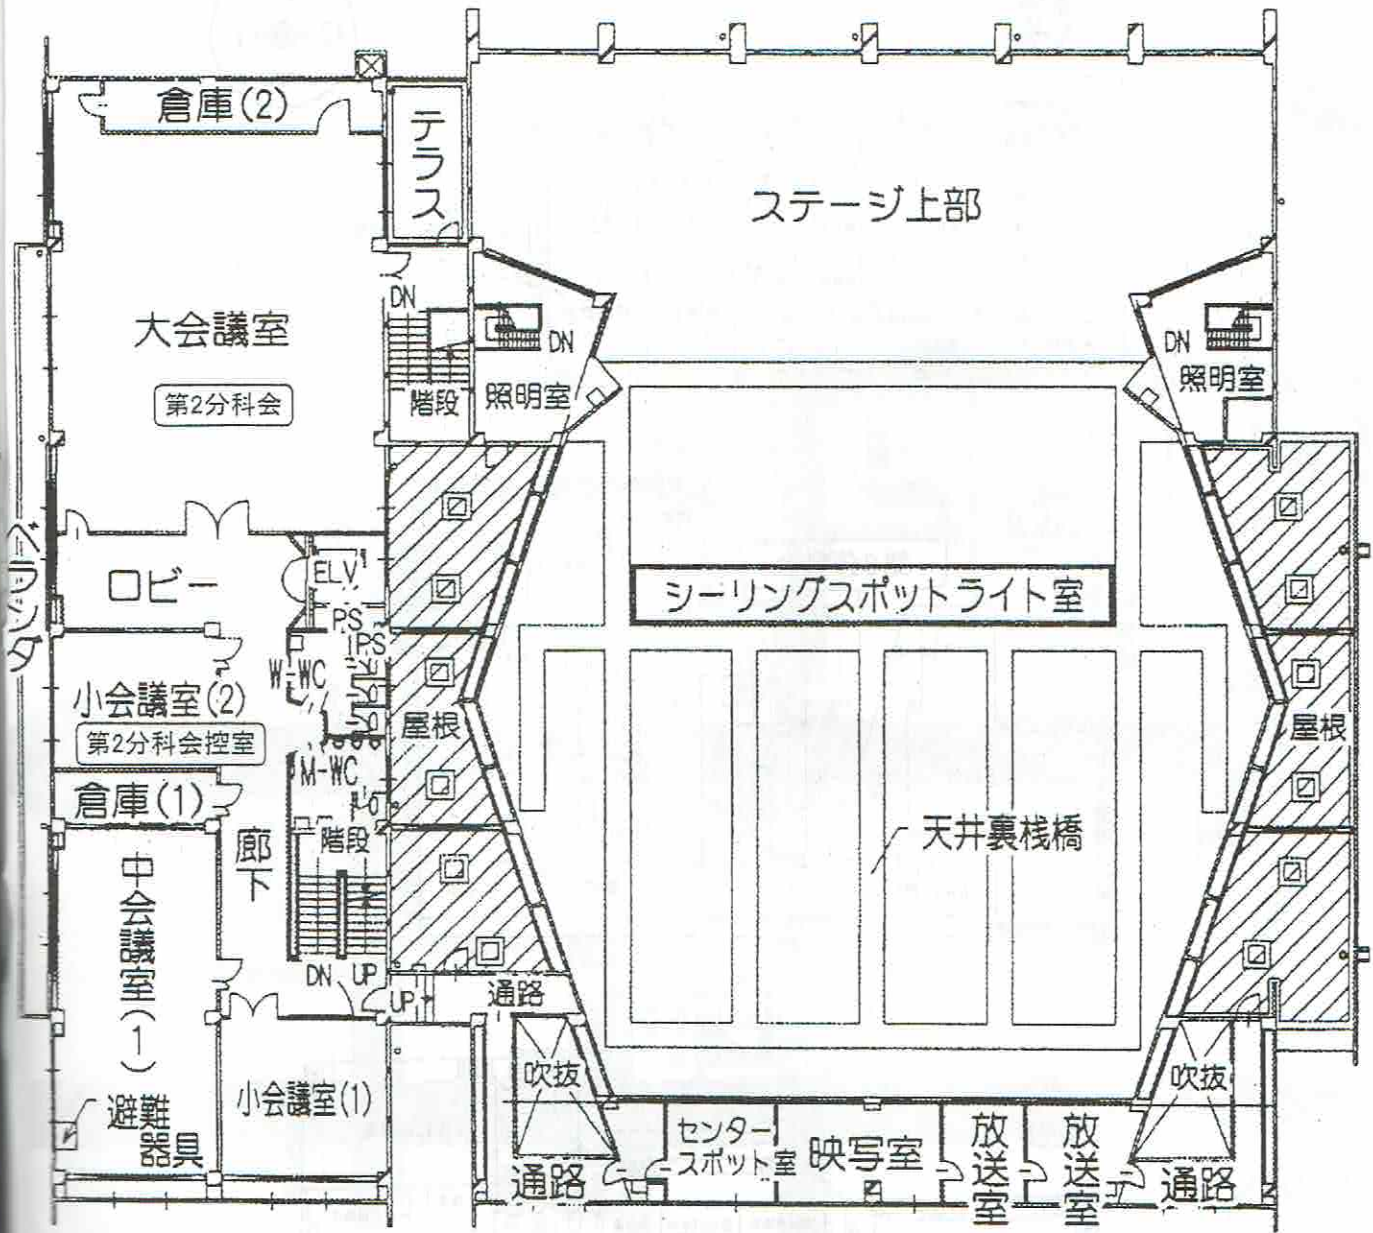 倉庫(2)
テラス
ステージ上部
大会議室
第2分科会
DN
階段
DN
照明室
DN
照明室
ベランダ
ロビー
ELV
PS
PS
シーリングスポットライト室
W-WC
小会議室(2)
第2分科会控室
屋根
屋根
M-WC
倉庫(1)
階段
廊下
天井裏桟橋
中会議室(1)
DN
UP
UP
通路
吹抜
吹抜
小会議室(1)
避難
器具
センター
スポット室
映写室
放送室
放送室
通路
通路